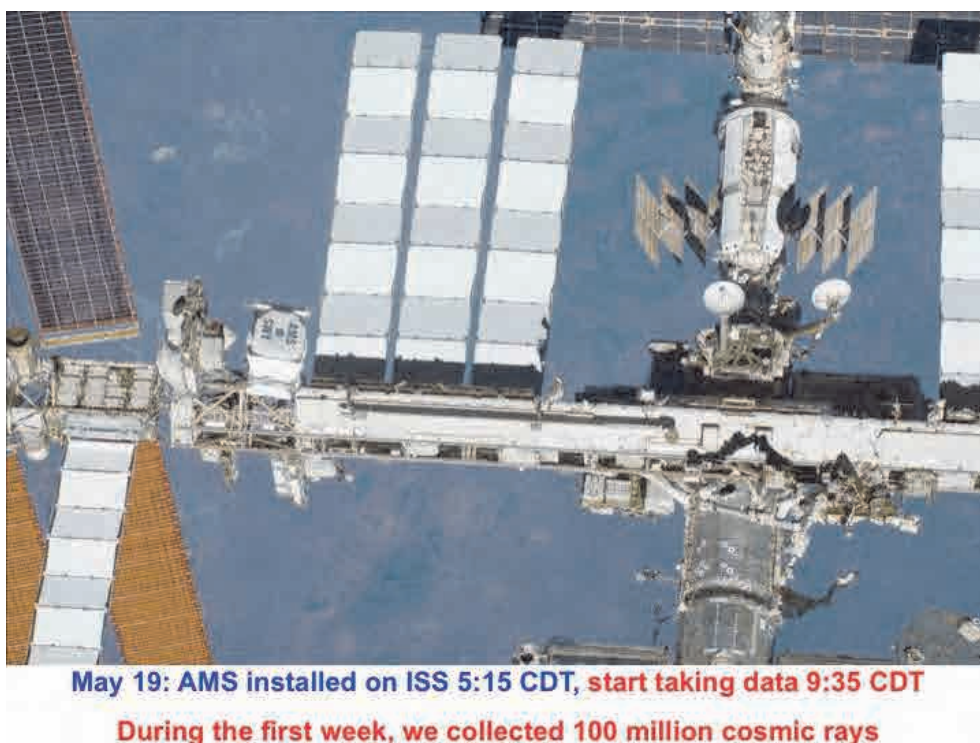 AMS
May 19: AMS installed on ISS 5:15 CDT, start taking data 9:35 CDT
During the first week, we collected 100 million cosmic rays